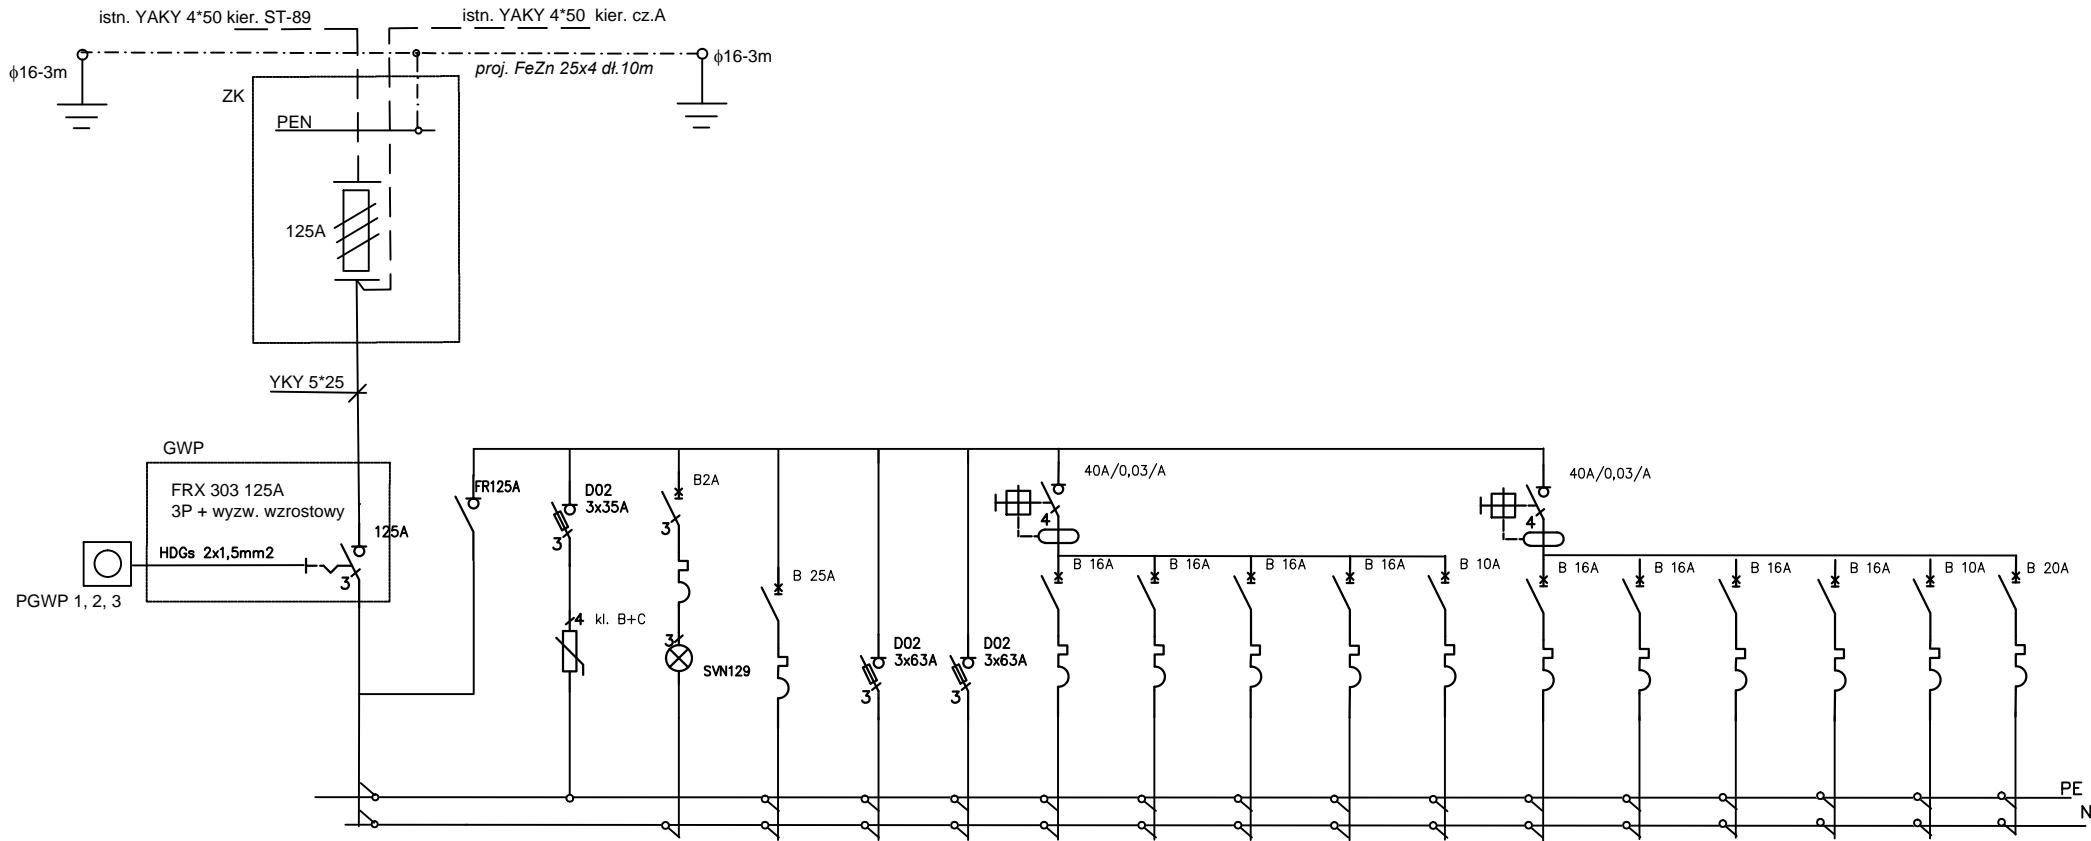 istn. YAKY 4*50 kier. ST-89
istn. YAKY 4*50 kier. cz.A
ϕ16-3m
ϕ16-3m
proj. FeZn 25x4 dł.10m
ZK
PEN
125A
YKY 5*25
GWP
FRX 303 125A
3P + wyzw. wzrostowy
125A
HDGs 2x1,5mm2
3
PGWP 1, 2, 3
FR125A
D02
3x35A
3
4 kl. B+C
B2A
3
3
SVN129
B 25A
D02
3x63A
3
D02
3x63A
3
40A/0,03/A
4
B 16A
B 16A
B 16A
B 16A
B 10A
40A/0,03/A
4
B 16A
B 16A
B 16A
B 16A
B 10A
B 20A
PE
N